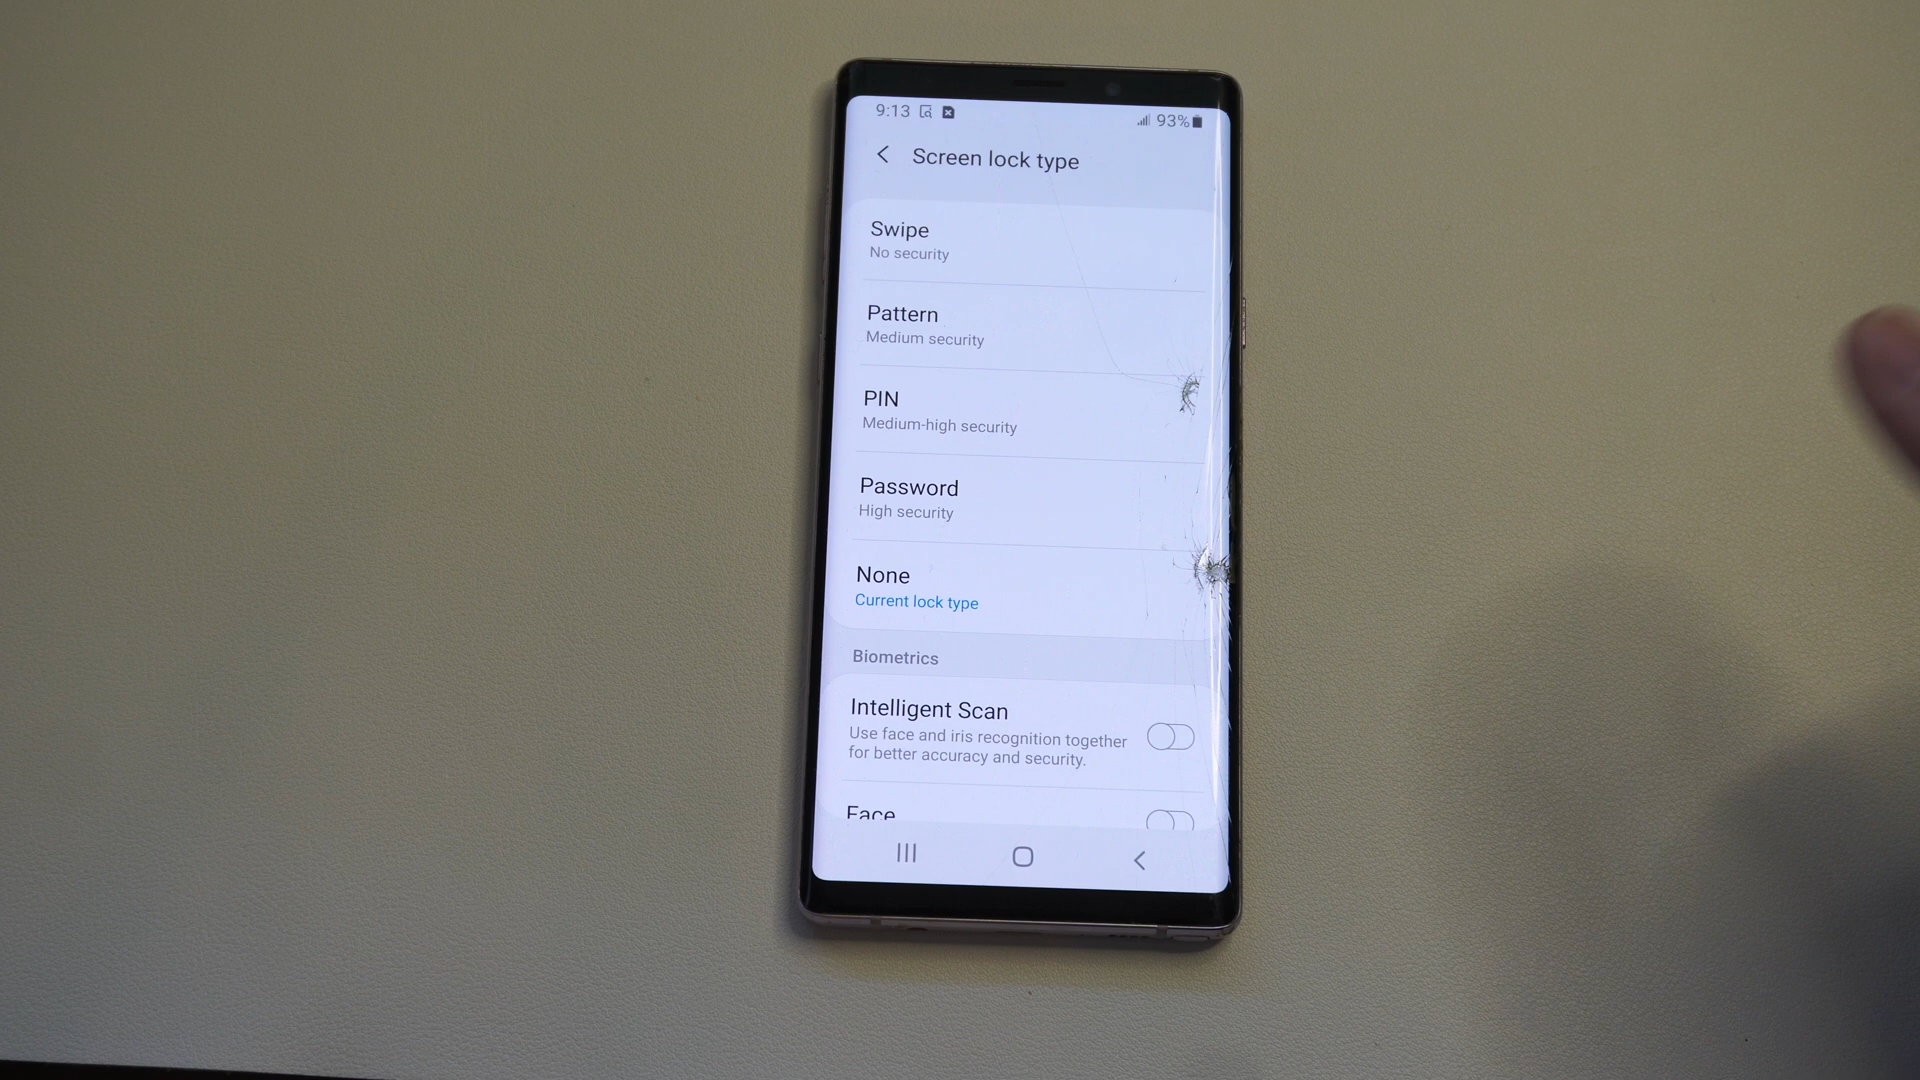 9:13 93%
Screen lock type
Swipe
No security
Pattern
Medium security
PIN
Medium-high security
Password
High security
None
Current lock type
Biometrics
Intelligent Scan
Use face and iris recognition together
for better accuracy and security.
Face